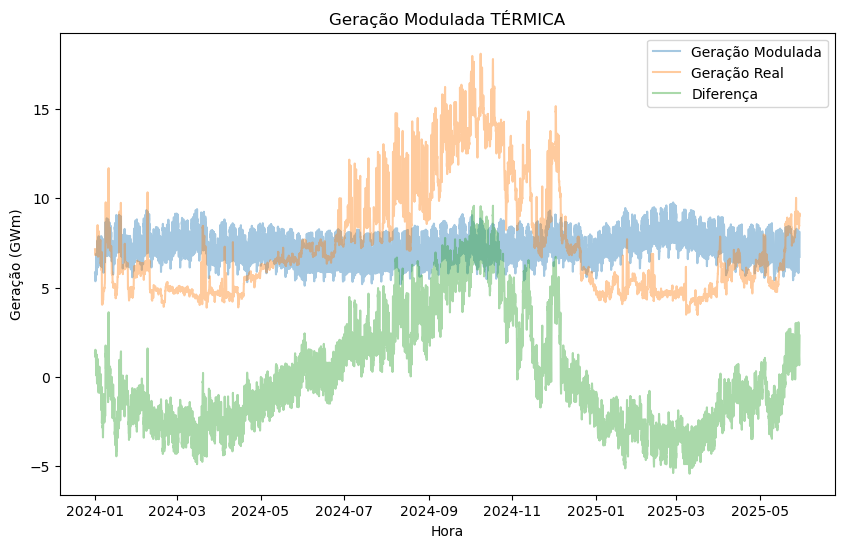 Geração Modulada TÉRMICA
Geração Modulada
Geração Real
Diferença
Geração (GWm)
15
10
5
0
−5
2024-01
2024-03
2024-05
2024-07
2024-09
2024-11
2025-01
2025-03
2025-05
Hora